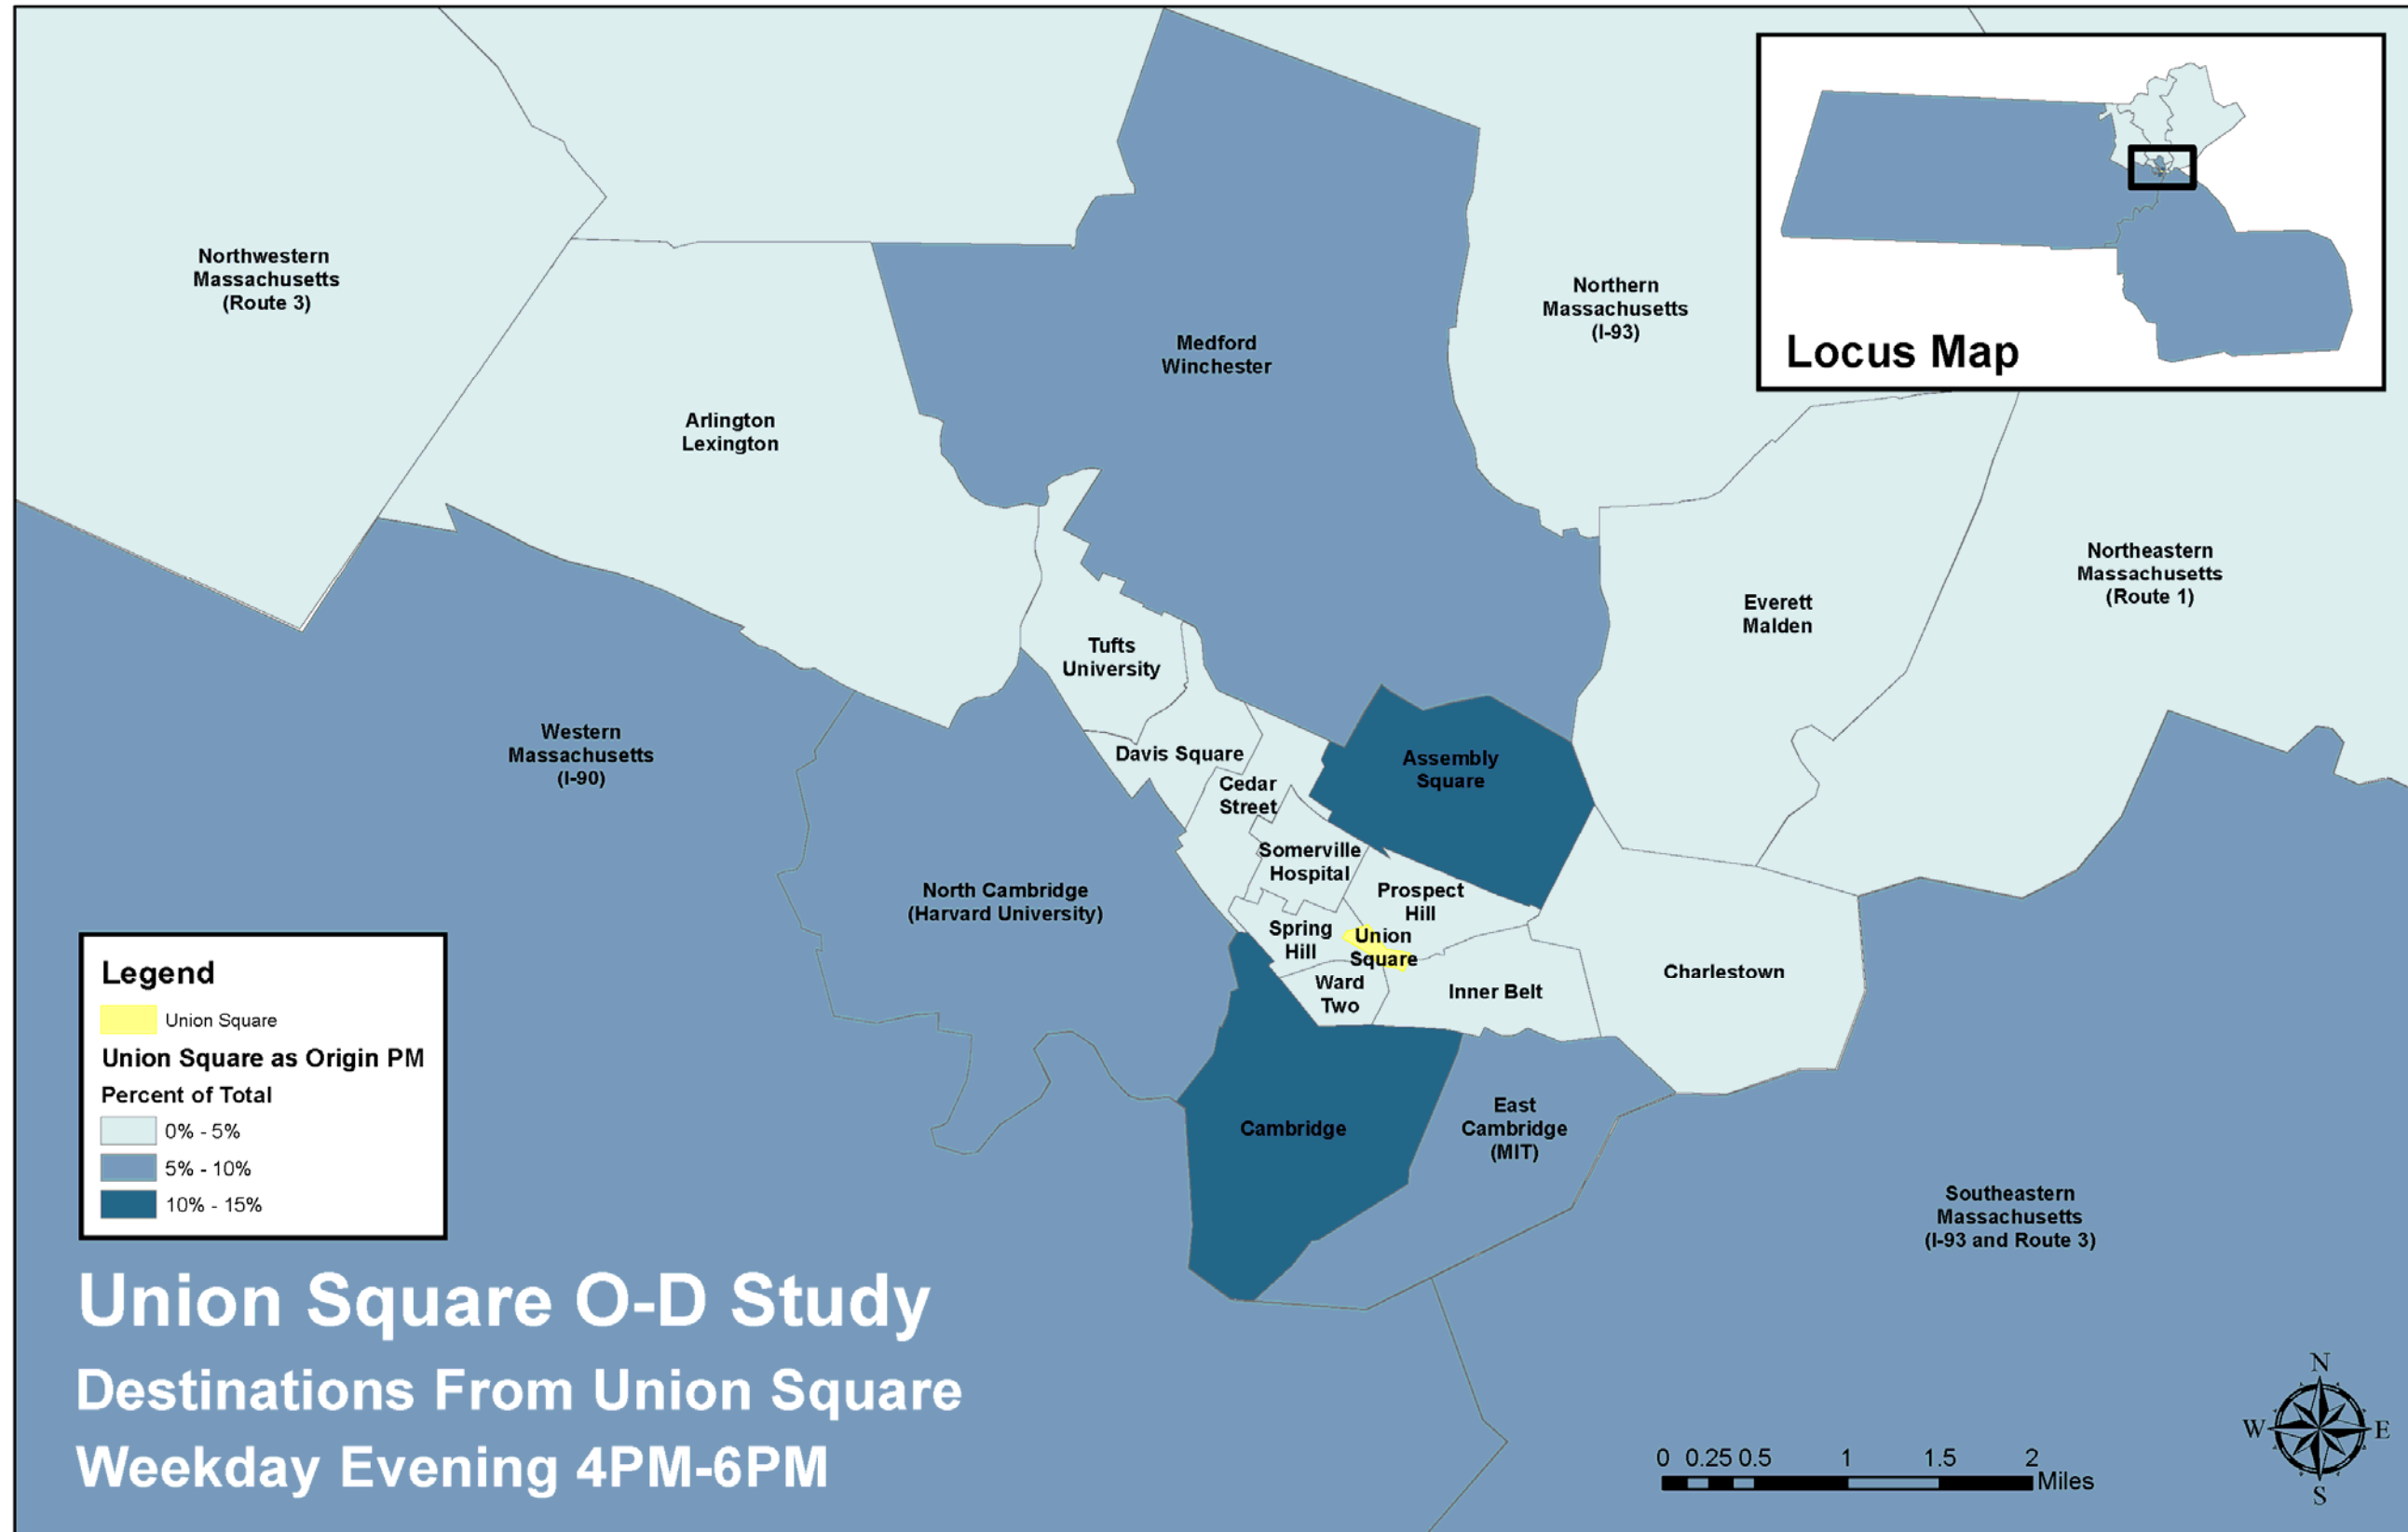 Locus Map
Northwestern
Massachusetts
(Route 3)
Northern
Massachusetts
(I-93)
Medford
Winchester
Arlington
Lexington
Northeastern
Massachusetts
(Route 1)
Everett
Malden
Tufts
University
Western
Massachusetts
(I-90)
Davis Square
Assembly
Square
Cedar
Street
Somerville
Hospital
North Cambridge
(Harvard University)
Prospect
Hill
Spring
Hill
Union
Square
Ward
Two
Inner Belt
Charlestown
Cambridge
East
Cambridge
(MIT)
Southeastern
Massachusetts
(I-93 and Route 3)
Legend
Union Square
Union Square as Origin PM
Percent of Total
0% - 5%
5% - 10%
10% - 15%
Union Square O-D Study
Destinations From Union Square
Weekday Evening 4PM-6PM
0 0.25 0.5 1 1.5 2
Miles
N
W E
S